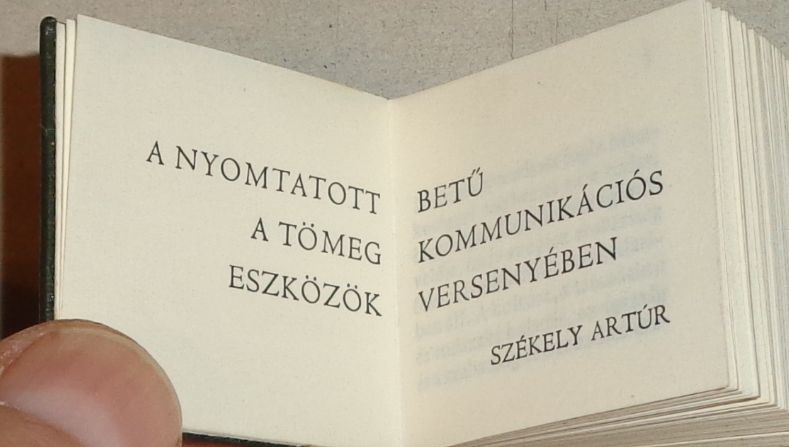 A NYOMTATOTT BETŰ
A TÖMEG KOMMUNIKÁCIÓS
ESZKÖZÖK VERSENYÉBEN
SZÉKELY ARTÚR